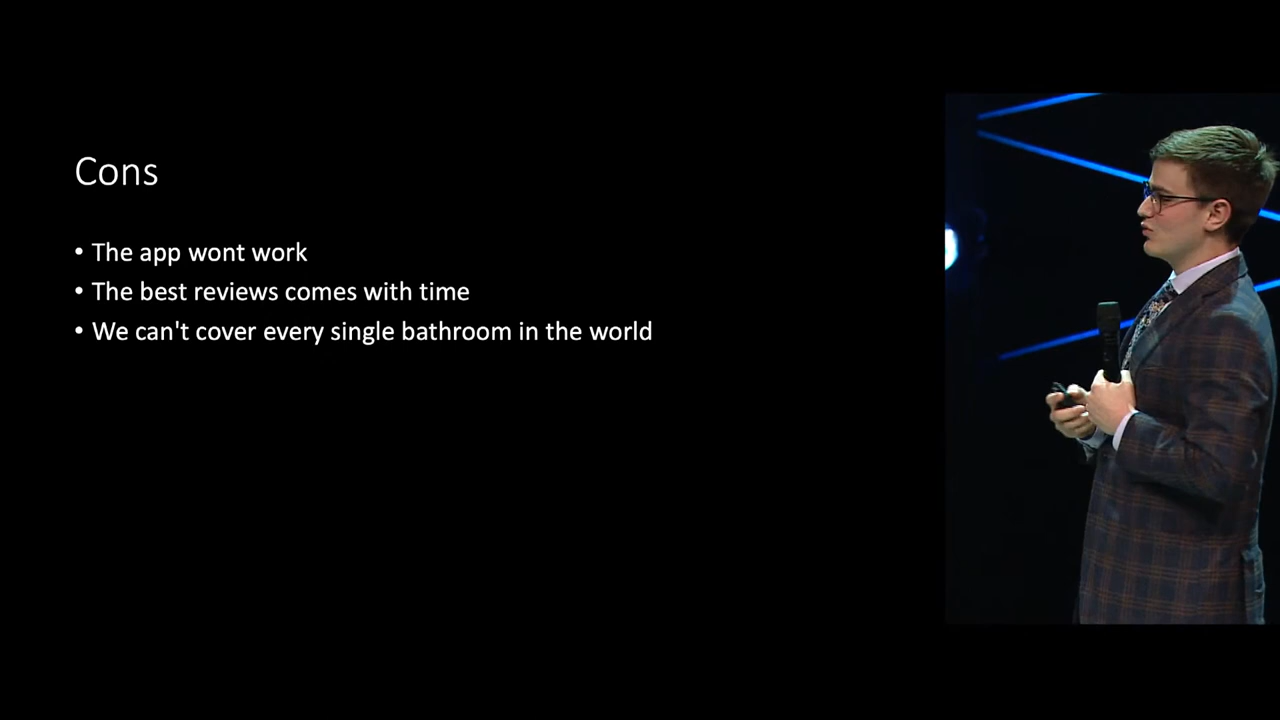 Cons
• The app wont work
• The best reviews comes with time
• We can't cover every single bathroom in the world